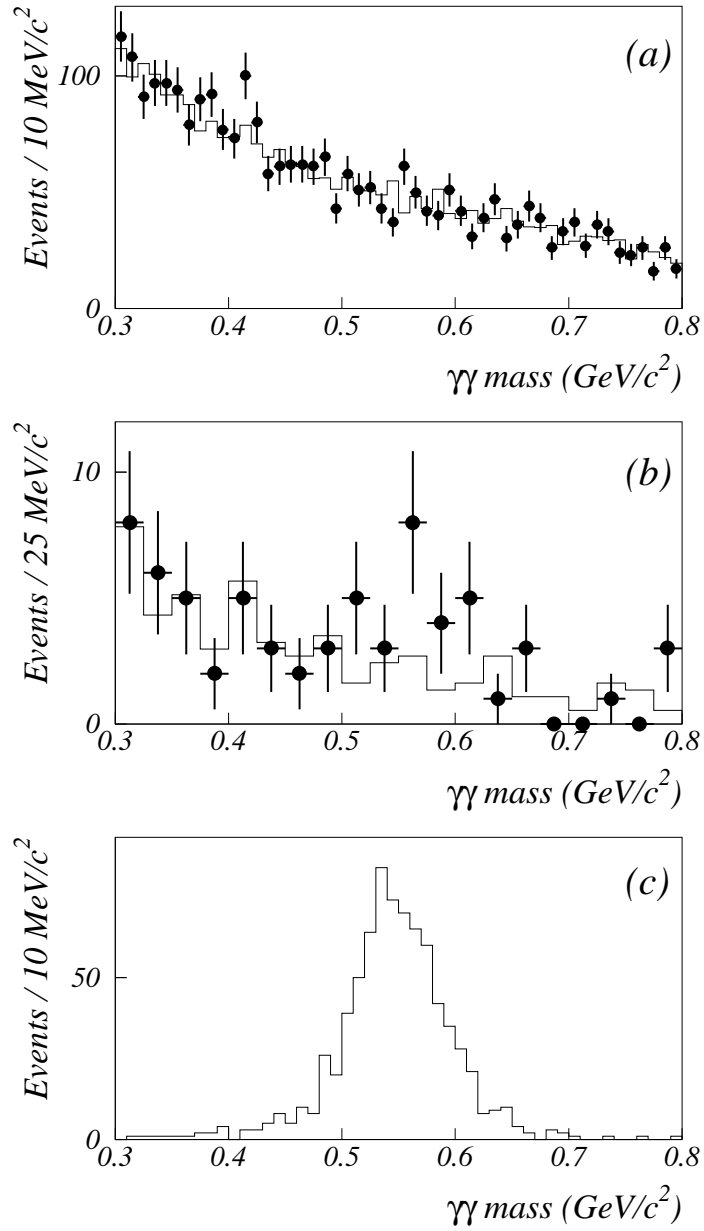 (a)
Events / 10 MeV/c²
100
0
0.3 0.4 0.5 0.6 0.7 0.8
γγ mass (GeV/c²)
(b)
Events / 25 MeV/c²
10
0
0.3 0.4 0.5 0.6 0.7 0.8
γγ mass (GeV/c²)
(c)
Events / 10 MeV/c²
50
0
0.3 0.4 0.5 0.6 0.7 0.8
γγ mass (GeV/c²)